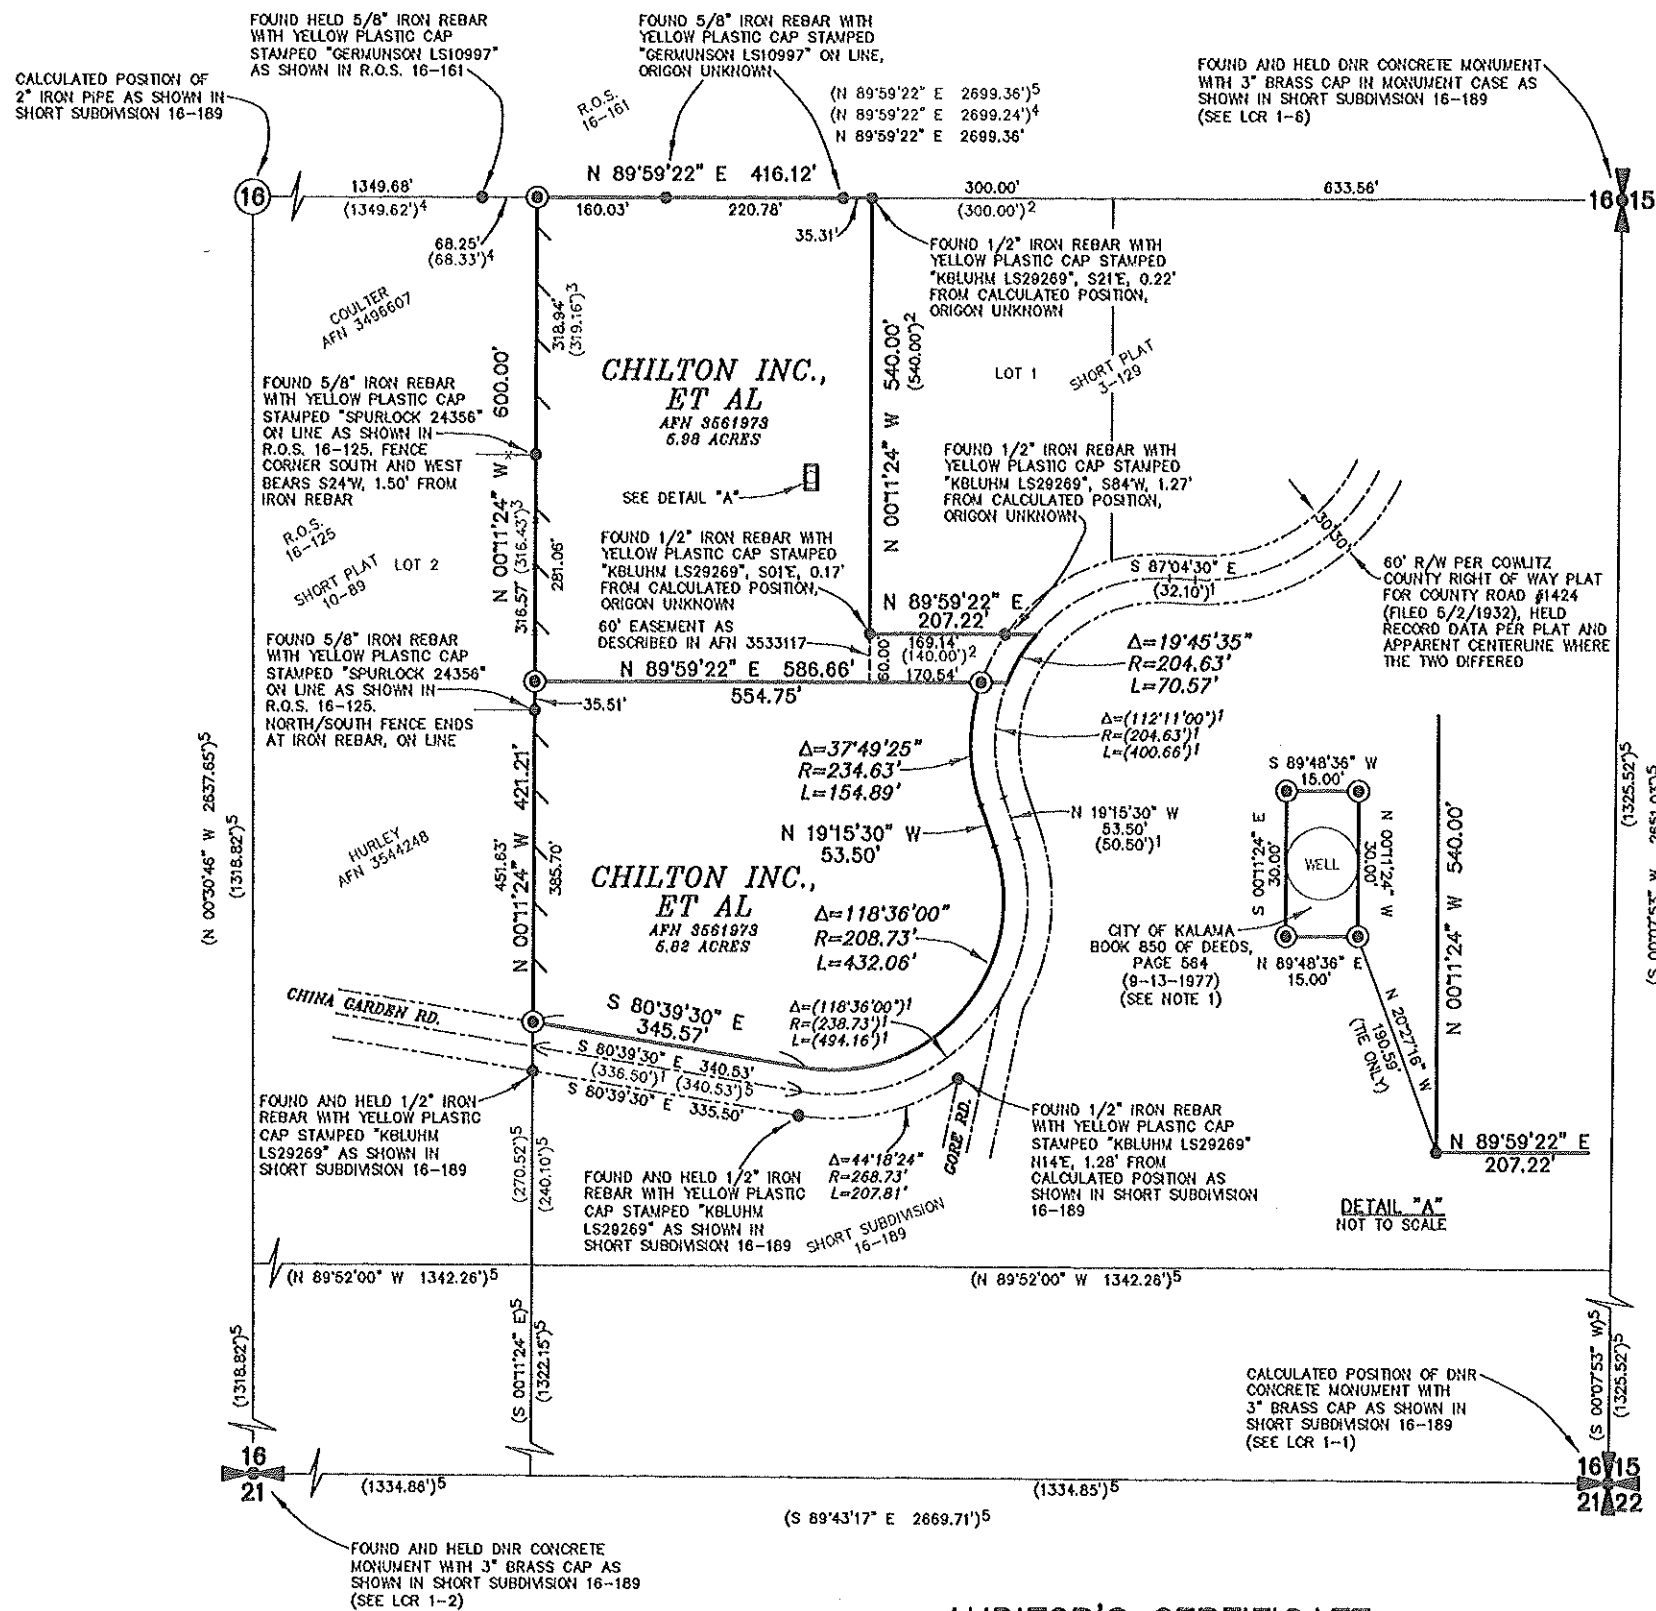 FOUND HELD 5/8" IRON REBAR
WITH YELLOW PLASTIC CAP
STAMPED "GERMUNSON LS10997"
AS SHOWN IN R.O.S. 16-161
FOUND 5/8" IRON REBAR WITH
YELLOW PLASTIC CAP STAMPED
"GERMUNSON LS10997" ON LINE,
ORIGON UNKNOWN
CALCULATED POSITION OF
2" IRON PIPE AS SHOWN IN
SHORT SUBDIVISION 16-189
FOUND AND HELD DNR CONCRETE MONUMENT
WITH 3" BRASS CAP IN MONUMENT CASE AS
SHOWN IN SHORT SUBDIVISION 16-189
(SEE LCR 1-6)
R.O.S.
16-161
(N 89°59'22" E 2699.36')5
(N 89°59'22" E 2699.24')4
N 89°59'22" E 2699.36'
N 89°59'22" E 416.12'
16
1349.68'
(1349.62')4
160.03'
220.78'
35.31'
300.00'
(300.00')2
633.56'
16 15
68.25'
(68.33')4
FOUND 1/2" IRON REBAR WITH
YELLOW PLASTIC CAP STAMPED
"KBLUHM LS29269", S21°E, 0.22'
FROM CALCULATED POSITION,
ORIGON UNKNOWN
COULTER
AFN 3496607
318.94'
(319.16')3
N 00°11'24" W 600.00'
CHILTON INC.,
ET AL
AFN 3561973
5.98 ACRES
N 00°11'24" W 540.00'
(540.00')2
LOT 1
SHORT PLAT
3-129
FOUND 5/8" IRON REBAR
WITH YELLOW PLASTIC CAP
STAMPED "SPURLOCK 24356"
ON LINE AS SHOWN IN
R.O.S. 16-125. FENCE
CORNER SOUTH AND WEST
BEARS S24°W, 1.50' FROM
IRON REBAR
SEE DETAIL "A"
FOUND 1/2" IRON REBAR WITH
YELLOW PLASTIC CAP STAMPED
"KBLUHM LS29269", S84°W, 1.27'
FROM CALCULATED POSITION,
ORIGON UNKNOWN
30' 30'
R.O.S.
16-125
SHORT PLAT
10-89
LOT 2
316.57' (316.43')3
281.06'
FOUND 1/2" IRON REBAR WITH
YELLOW PLASTIC CAP STAMPED
"KBLUHM LS29269", S01°E, 0.17'
FROM CALCULATED POSITION,
ORIGON UNKNOWN
60' EASEMENT AS
DESCRIBED IN AFN 3533117
S 87°04'30" E
(32.10')1
60' R/W PER COWLITZ
COUNTY RIGHT OF WAY PLAT
FOR COUNTY ROAD #1424
(FILED 5/2/1932), HELD
RECORD DATA PER PLAT AND
APPARENT CENTERLINE WHERE
THE TWO DIFFERED
N 89°59'22" E
207.22'
169.14'
(140.00')2
60.00'
170.54'
Δ=19°45'35"
R=204.63'
L=70.57'
FOUND 5/8" IRON REBAR
WITH YELLOW PLASTIC CAP
STAMPED "SPURLOCK 24356"
ON LINE AS SHOWN IN
R.O.S. 16-125.
NORTH/SOUTH FENCE ENDS
AT IRON REBAR, ON LINE
N 89°59'22" E 586.66'
554.75'
35.51'
Δ=(112°11'00")1
R=(204.63')1
L=(400.66')1
Δ=37°49'25"
R=234.63'
L=154.89'
N 19°15'30" W
53.50'
N 19°15'30" W
53.50'
(50.50')1
(N 00°30'46" W 2637.65')5
(1318.82')5
HURLEY
AFN 3544248
451.63'
N 00°11'24" W 421.21'
385.70'
CHILTON INC.,
ET AL
AFN 3561973
5.82 ACRES
Δ=118°36'00"
R=208.73'
L=432.06'
S 89°48'36" W
15.00'
S 00°11'24" E
30.00'
WELL
N 00°11'24" W
30.00'
N 89°48'36" E
15.00'
CITY OF KALAMA
BOOK 850 OF DEEDS,
PAGE 564
(9-13-1977)
(SEE NOTE 1)
N 00°11'24" W 540.00'
N 20°27'16" W
190.59'
(TIE ONLY)
N 89°59'22" E
207.22'
DETAIL "A"
NOT TO SCALE
(1325.52')5
CHINA GARDEN RD.
S 80°39'30" E
345.57'
Δ=(118°36'00")1
R=(238.73')1
L=(494.16')1
S 80°39'30" E 340.53'
(336.50')1 (340.53')5
S 80°39'30" E 335.50'
FOUND AND HELD 1/2" IRON
REBAR WITH YELLOW PLASTIC
CAP STAMPED "KBLUHM
LS29269" AS SHOWN IN
SHORT SUBDIVISION 16-189
(270.52')5
(240.10')5
FOUND AND HELD 1/2" IRON
REBAR WITH YELLOW PLASTIC
CAP STAMPED "KBLUHM
LS29269" AS SHOWN IN
SHORT SUBDIVISION 16-189
Δ=44°18'24"
R=268.73'
L=207.81'
GORE RD.
FOUND 1/2" IRON REBAR
WITH YELLOW PLASTIC CAP
STAMPED "KBLUHM LS29269"
N14°E, 1.28' FROM
CALCULATED POSITION AS
SHOWN IN SHORT SUBDIVISION
16-189
SHORT SUBDIVISION
16-189
(N 89°52'00" W 1342.26')5
(N 89°52'00" W 1342.26')5
(1318.82')5
(S 00°11'24" E)5
(1322.15')5
(S 00°07'53" W)5
(1325.52')5
CALCULATED POSITION OF DNR
CONCRETE MONUMENT WITH
3" BRASS CAP AS SHOWN IN
SHORT SUBDIVISION 16-189
(SEE LCR 1-1)
16
21
(1334.88')5
(1334.85')5
16 15
21 22
(S 89°43'17" E 2669.71')5
FOUND AND HELD DNR CONCRETE
MONUMENT WITH 3" BRASS CAP AS
SHOWN IN SHORT SUBDIVISION 16-189
(SEE LCR 1-2)